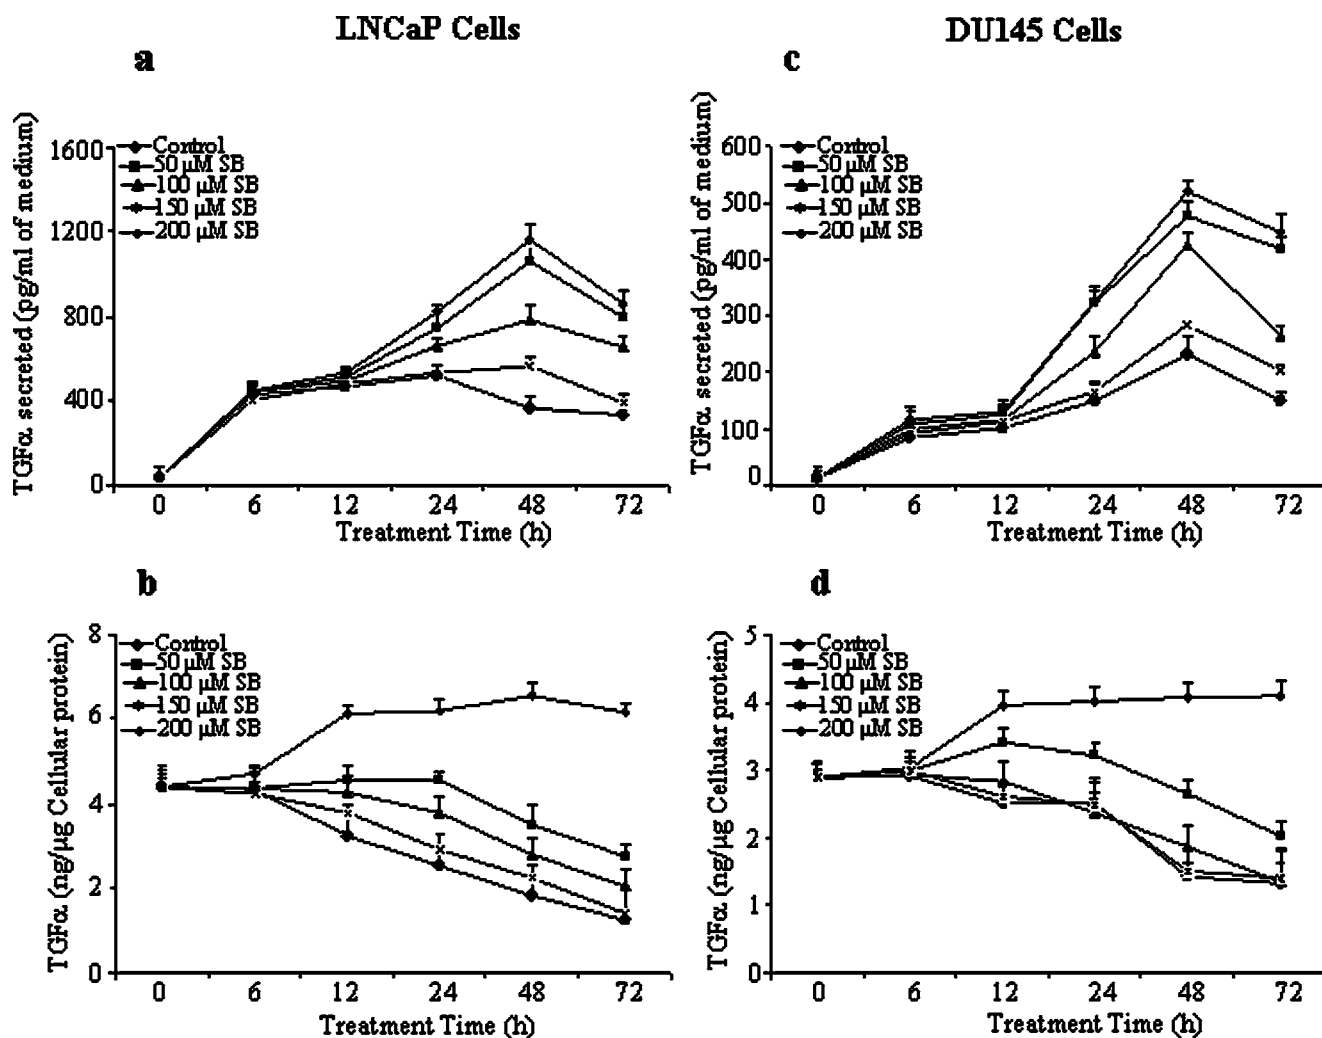 LNCaP Cells
DU145 Cells
a
TGFα secreted (pg/ml of medium)
1600
1200
800
400
0
Control
50 µM SB
100 µM SB
150 µM SB
200 µM SB
0 6 12 24 48 72
Treatment Time (h)
c
TGFα secreted (pg/ml of medium)
600
500
400
300
200
100
0
Control
50 µM SB
100 µM SB
150 µM SB
200 µM SB
0 6 12 24 48 72
Treatment Time (h)
b
TGFα (ng/µg Cellular protein)
8
6
4
2
0
Control
50 µM SB
100 µM SB
150 µM SB
200 µM SB
0 6 12 24 48 72
Treatment Time (h)
d
TGFα (ng/µg Cellular protein)
5
4
3
2
1
0
Control
50 µM SB
100 µM SB
150 µM SB
200 µM SB
0 6 12 24 48 72
Treatment Time (h)